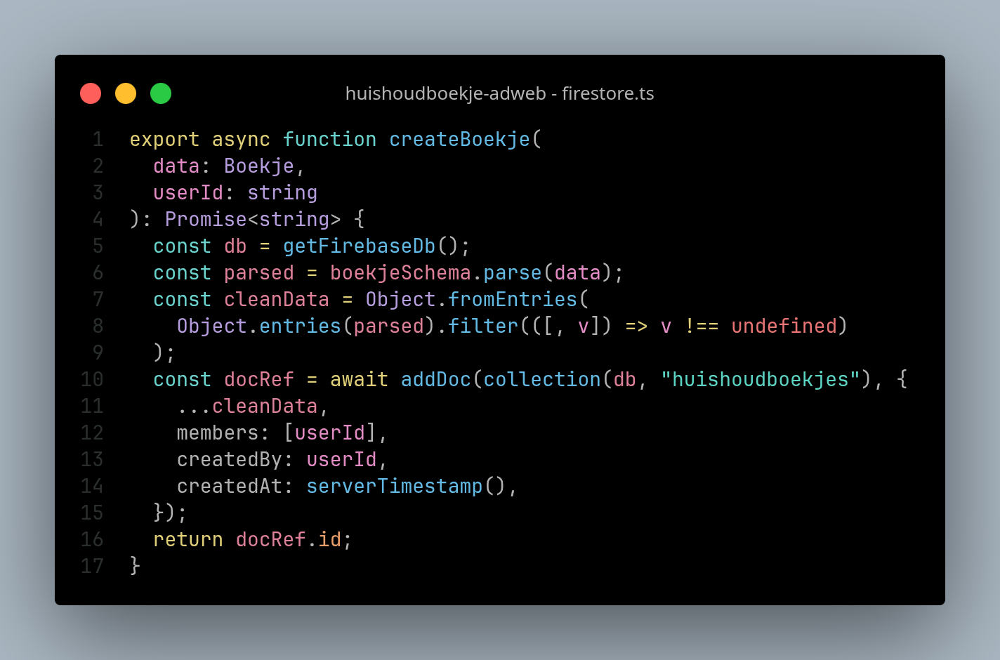 huishoudboekje-adweb - firestore.ts
1 export async function createBoekje(
2   data: Boekje,
3   userId: string
4 ): Promise<string> {
5   const db = getFirebaseDb();
6   const parsed = boekjeSchema.parse(data);
7   const cleanData = Object.fromEntries(
8     Object.entries(parsed).filter(([, v]) => v !== undefined)
9   );
10   const docRef = await addDoc(collection(db, "huishoudboekjes"), {
11     ...cleanData,
12     members: [userId],
13     createdBy: userId,
14     createdAt: serverTimestamp(),
15   });
16   return docRef.id;
17 }